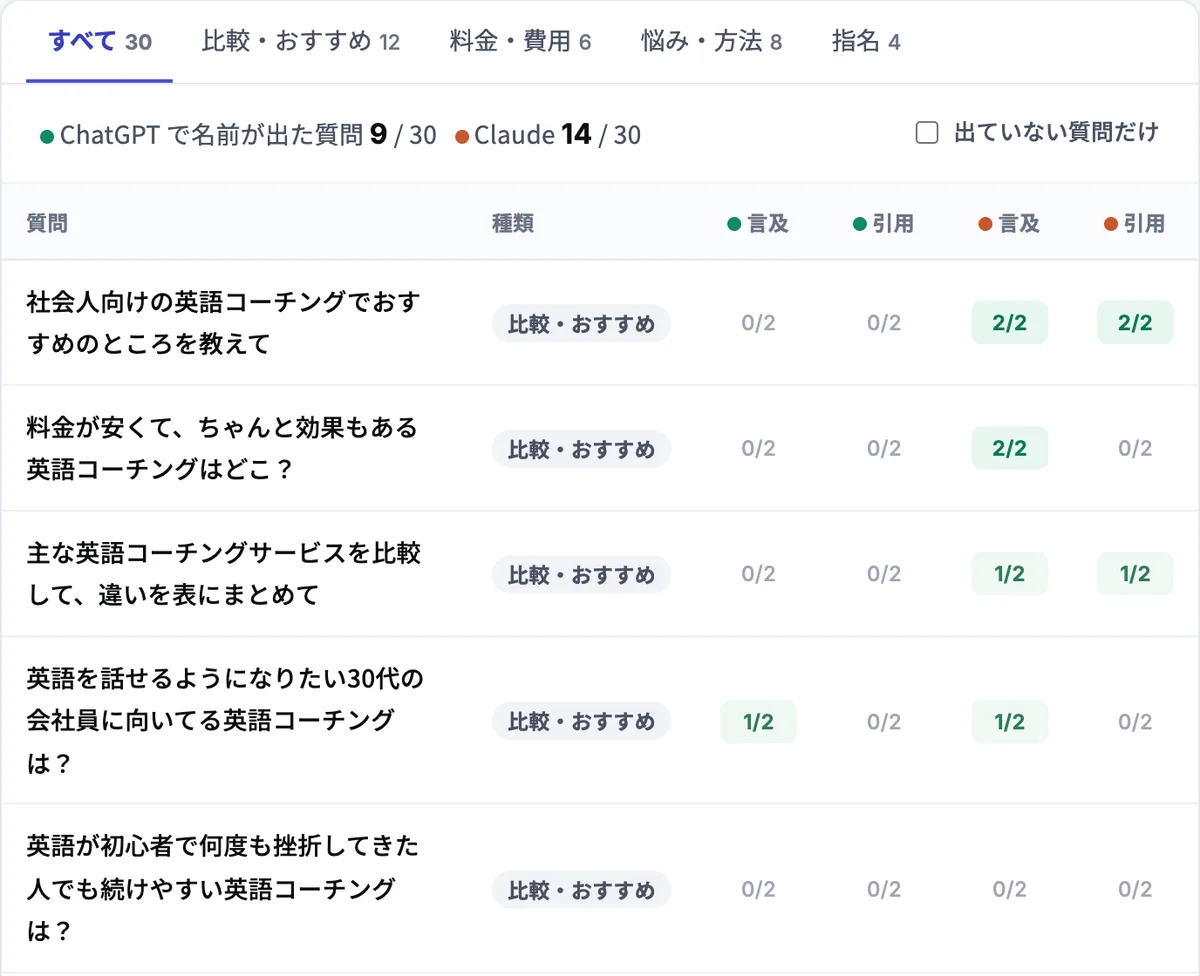 すべて 30 比較・おすすめ 12 料金・費用 6 悩み・方法 8 指名 4
ChatGPT で名前が出た質問 9 / 30 Claude 14 / 30 出ていない質問だけ
質問 種類 言及 引用 言及 引用
社会人向けの英語コーチングでおす
すめのところを教えて
比較・おすすめ 0/2 0/2 2/2 2/2
料金が安くて、ちゃんと効果もある
英語コーチングはどこ？
比較・おすすめ 0/2 0/2 2/2 0/2
主な英語コーチングサービスを比較
して、違いを表にまとめて
比較・おすすめ 0/2 0/2 1/2 1/2
英語を話せるようになりたい30代の
会社員に向いてる英語コーチング
は？
比較・おすすめ 1/2 0/2 1/2 0/2
英語が初心者で何度も挫折してきた
人でも続けやすい英語コーチング
は？
比較・おすすめ 0/2 0/2 0/2 0/2